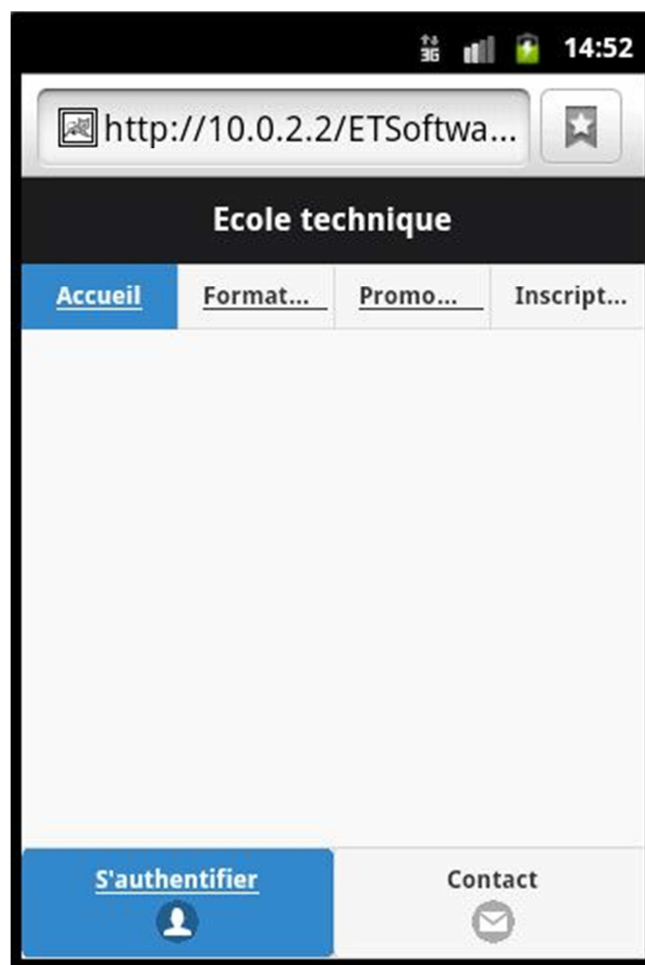 3G 14:52
http://10.0.2.2/ETSoftwa...
Ecole technique
Accueil Format... Promo... Inscript...
S'authentifier Contact